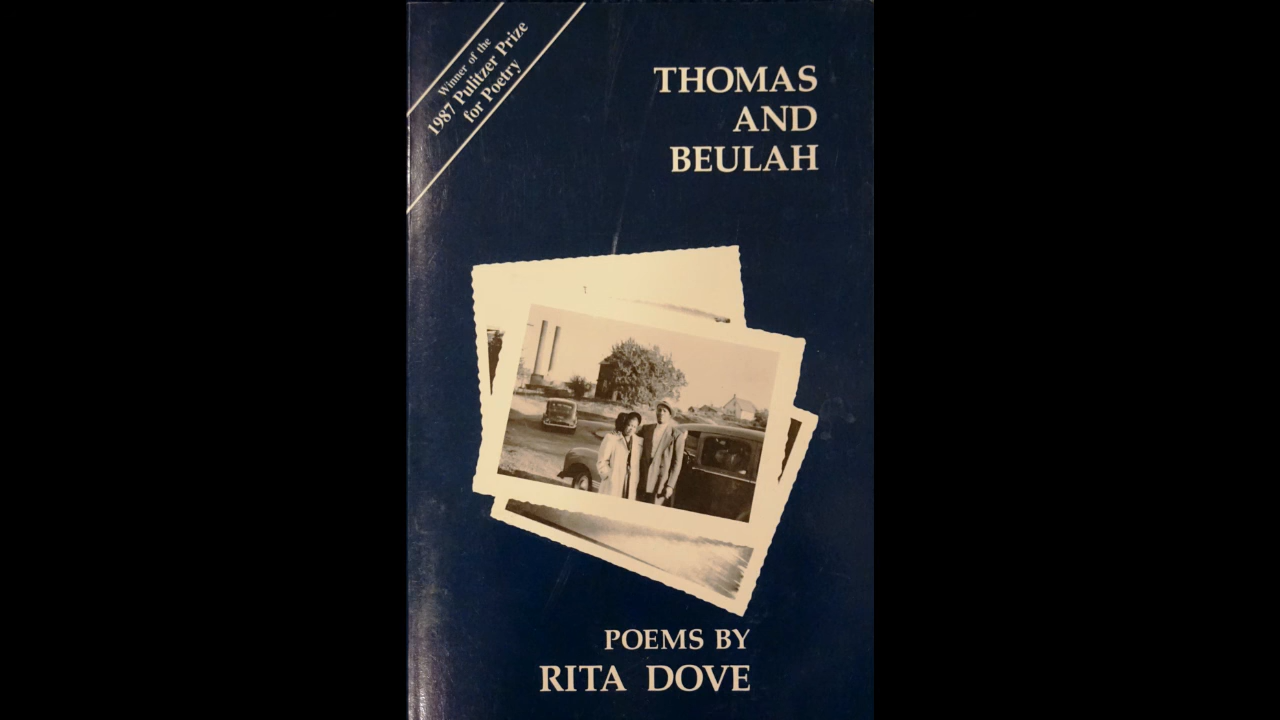 Winner of the
1987 Pulitzer Prize
for Poetry
THOMAS
AND
BEULAH
POEMS BY
RITA DOVE